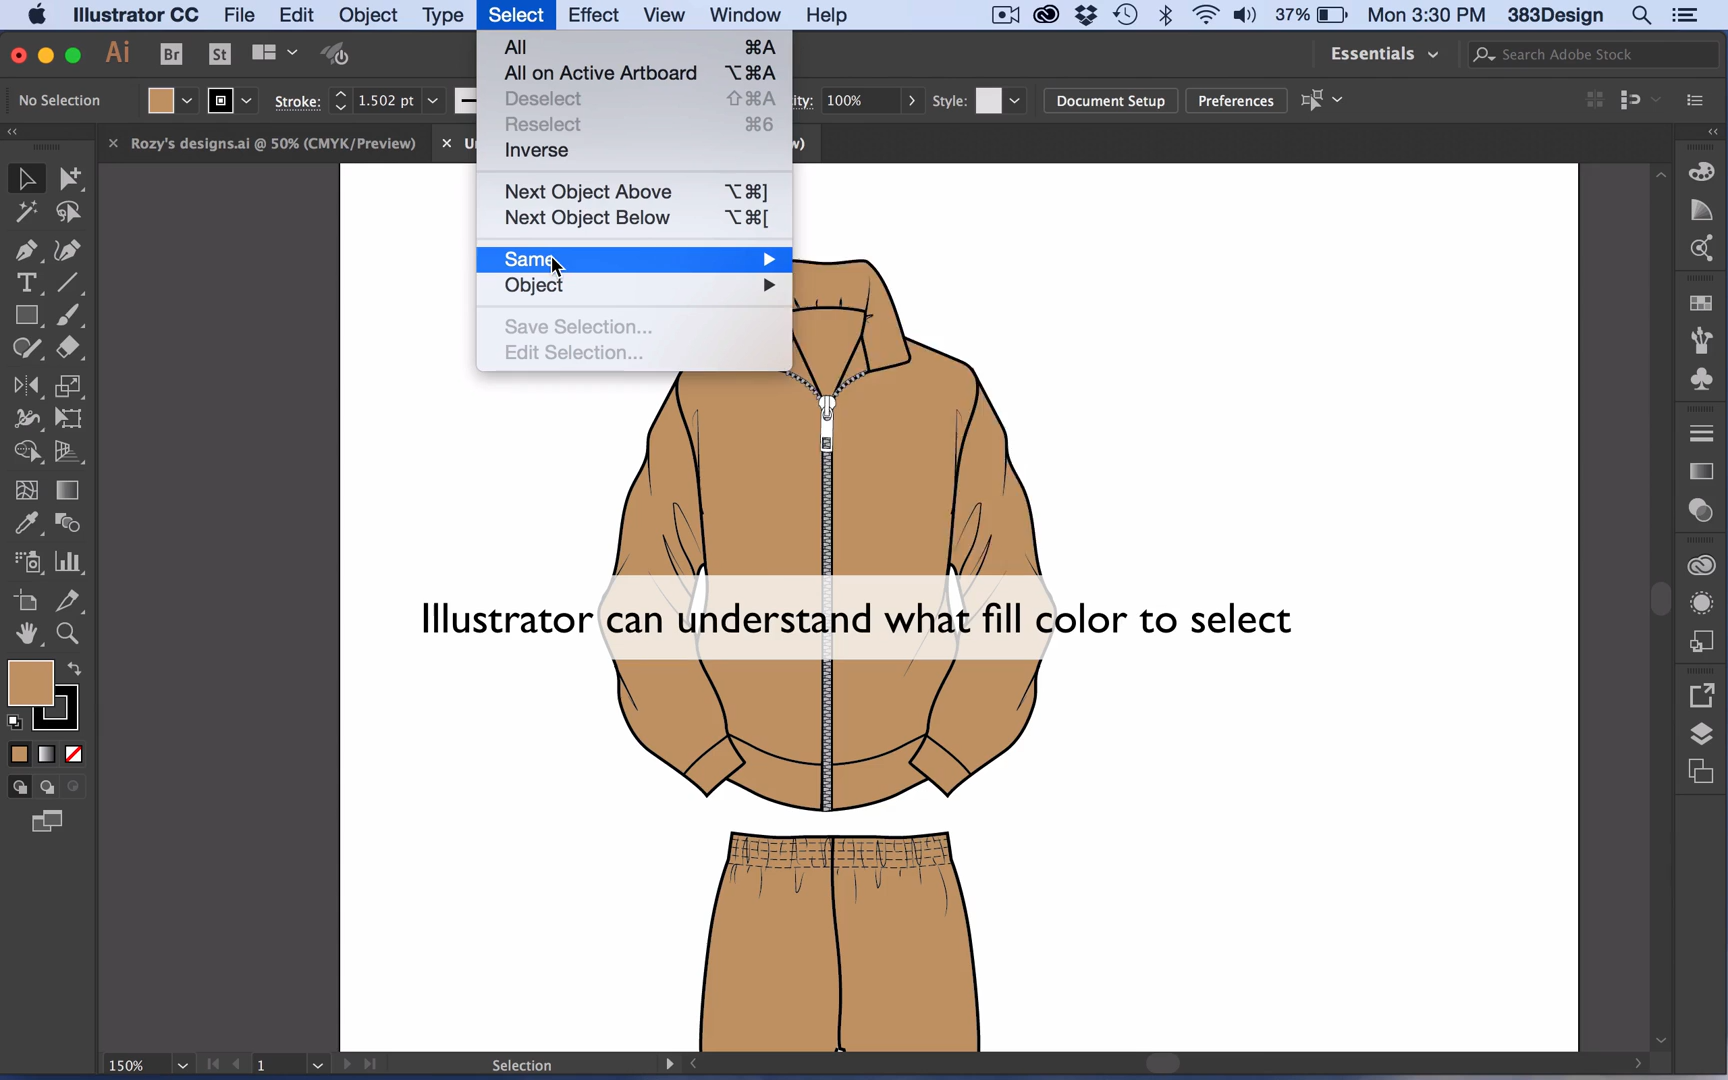 Illustrator CC File Edit Object Type Select Effect View Window Help 37% Mon 3:30 PM 383Design
Ai Br St Essentials Search Adobe Stock
No Selection Stroke: 1.502 pt ity: 100% Style: Document Setup Preferences
× Rozy's designs.ai @ 50% (CMYK/Preview) × w)
All ⌘A
All on Active Artboard ⌥⌘A
Deselect ⇧⌘A
Reselect ⌘6
Inverse
Next Object Above ⌥⌘]
Next Object Below ⌥⌘[
Same
Object
Save Selection...
Edit Selection...
Illustrator can understand what fill color to select
150% 1 Selection